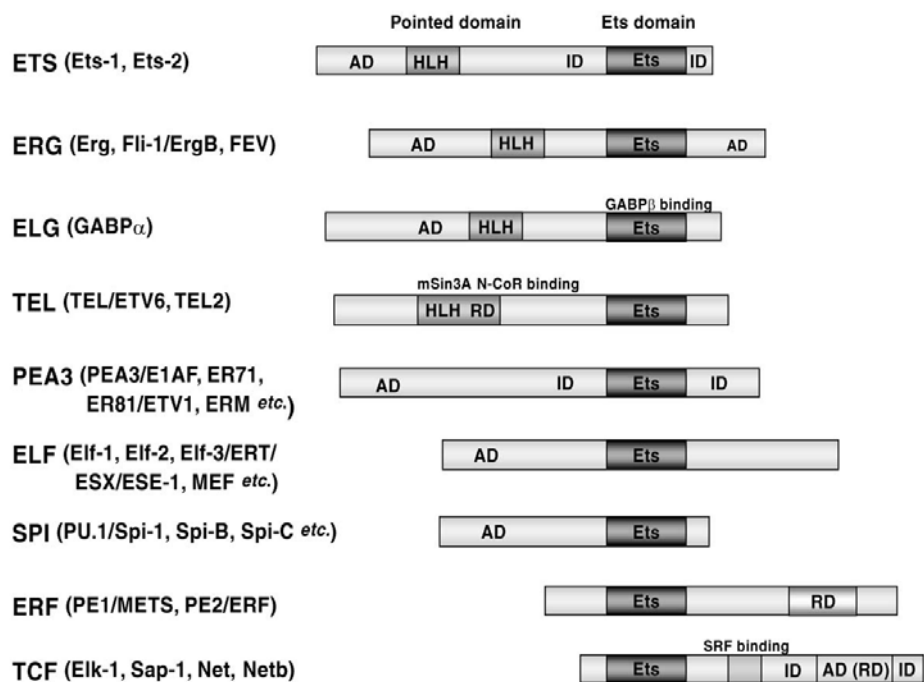 Pointed domain Ets domain
ETS (Ets-1, Ets-2) AD HLH ID Ets ID
ERG (Erg, Fli-1/ErgB, FEV) AD HLH Ets AD
GABPβ binding
ELG (GABPα) AD HLH Ets
mSin3A N-CoR binding
TEL (TEL/ETV6, TEL2) HLH RD Ets
PEA3 (PEA3/E1AF, ER71, AD ID Ets ID
ER81/ETV1, ERM etc.)
ELF (Elf-1, Elf-2, Elf-3/ERT/ AD Ets
ESX/ESE-1, MEF etc.)
SPI (PU.1/Spi-1, Spi-B, Spi-C etc.) AD Ets
ERF (PE1/METS, PE2/ERF) Ets RD
SRF binding
TCF (Elk-1, Sap-1, Net, Netb) Ets ID AD (RD) ID